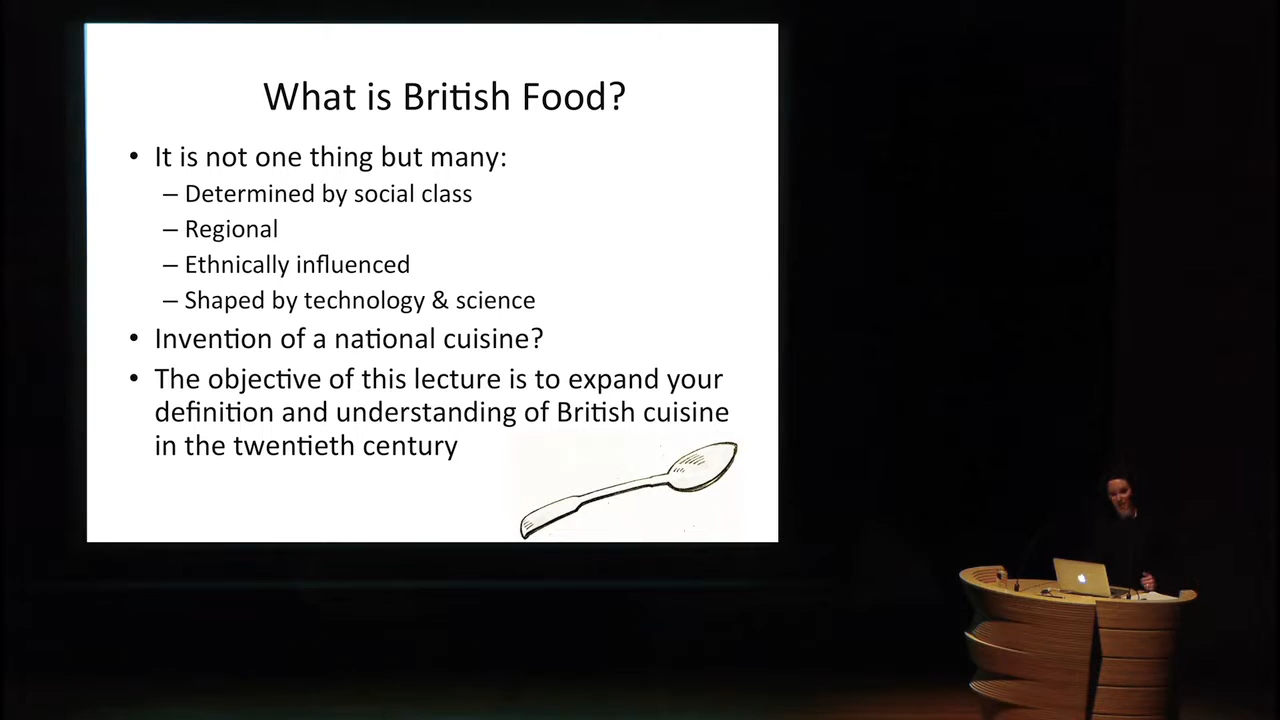 What is British Food?
• It is not one thing but many:
– Determined by social class
– Regional
– Ethnically influenced
– Shaped by technology & science
• Invention of a national cuisine?
• The objective of this lecture is to expand your
definition and understanding of British cuisine
in the twentieth century